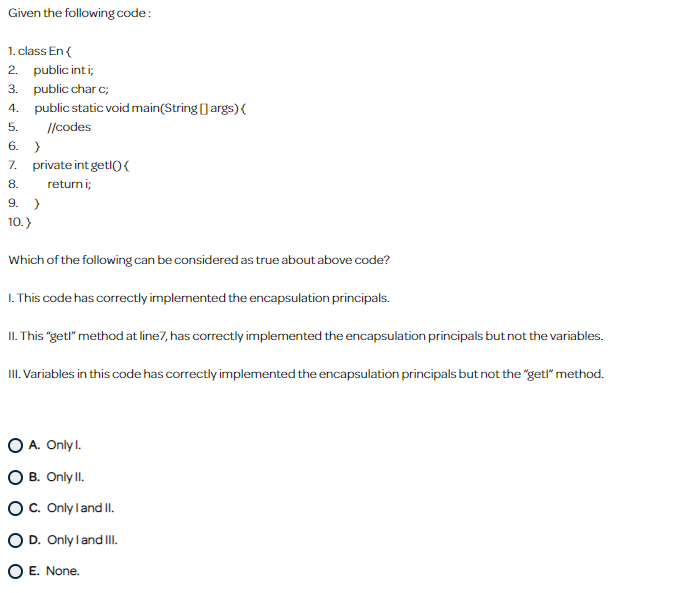 Given the following code :
1. class En {
2. public int i;
3. public char c;
4. public static void main(String [] args) {
5. //codes
6. }
7. private int getI() {
8. return i;
9. }
10. }
Which of the following can be considered as true about above code?
I. This code has correctly implemented the encapsulation principals.
II. This “getI” method at line7, has correctly implemented the encapsulation principals but not the variables.
III. Variables in this code has correctly implemented the encapsulation principals but not the “getI” method.
A. Only I.
B. Only II.
C. Only I and II.
D. Only I and III.
E. None.